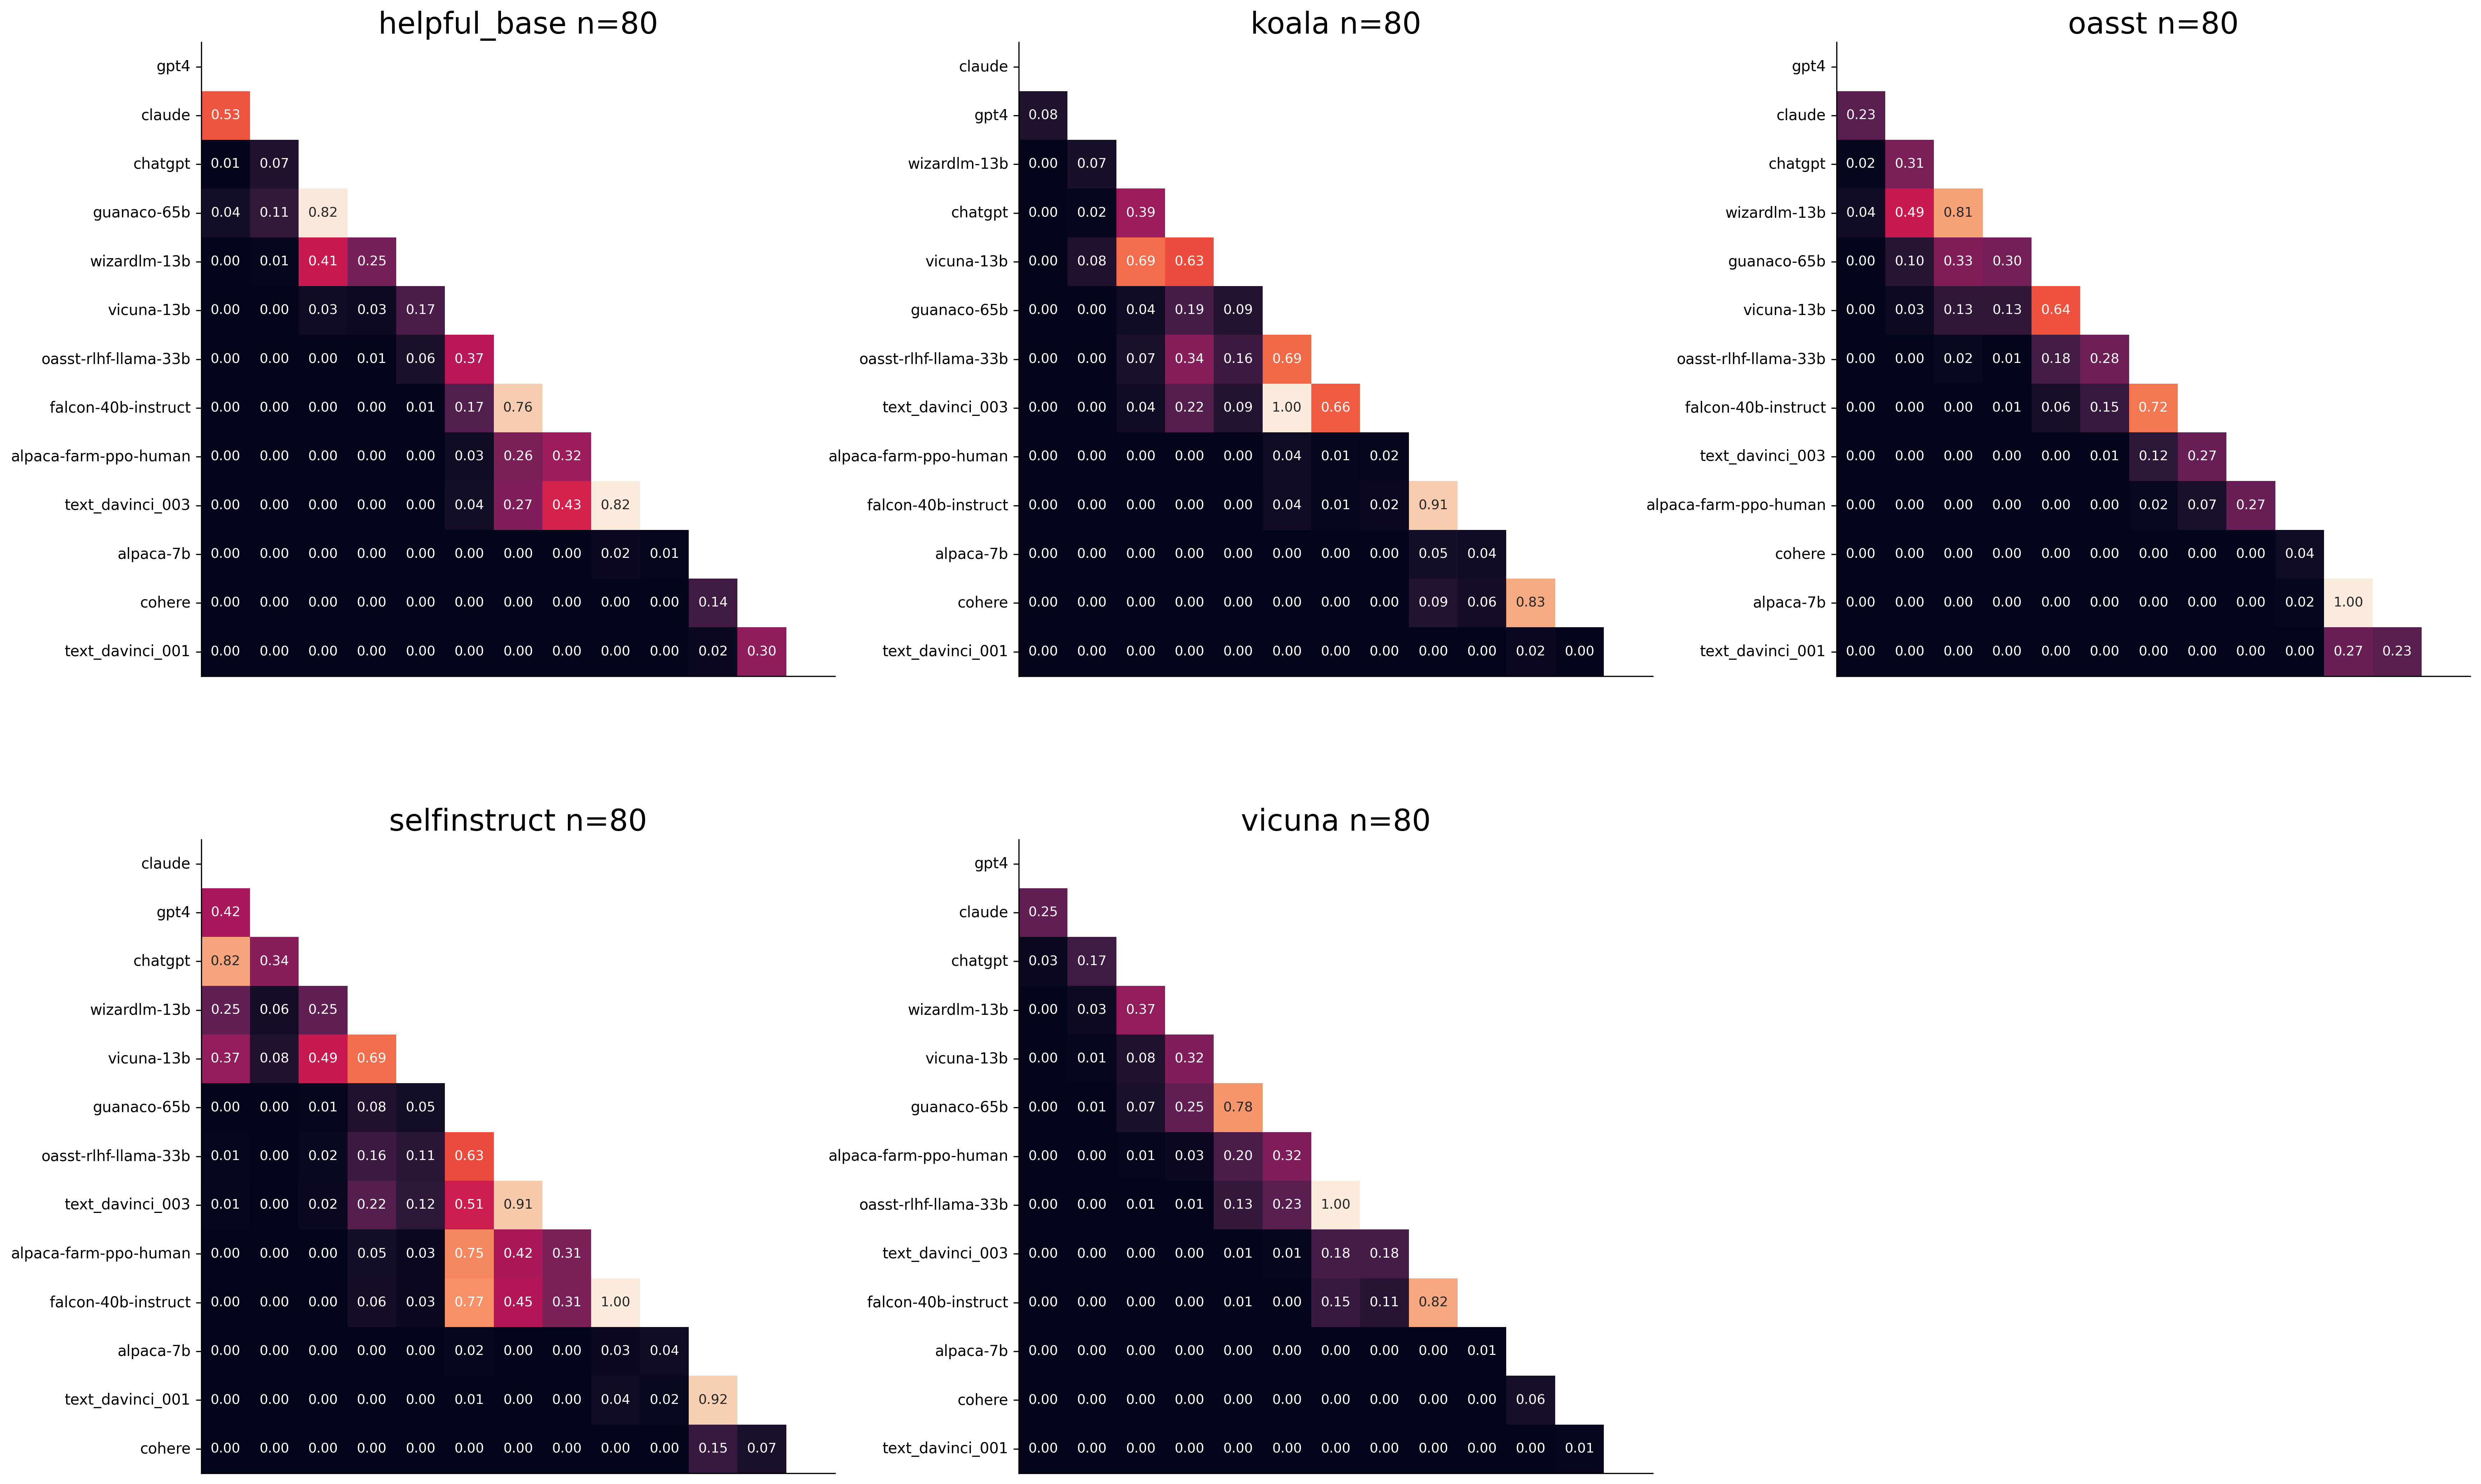 helpful_base n=80
gpt4
claude 0.53
chatgpt 0.01 0.07
guanaco-65b 0.04 0.11 0.82
wizardlm-13b 0.00 0.01 0.41 0.25
vicuna-13b 0.00 0.00 0.03 0.03 0.17
oasst-rlhf-llama-33b 0.00 0.00 0.00 0.01 0.06 0.37
falcon-40b-instruct 0.00 0.00 0.00 0.00 0.01 0.17 0.76
alpaca-farm-ppo-human 0.00 0.00 0.00 0.00 0.00 0.03 0.26 0.32
text_davinci_003 0.00 0.00 0.00 0.00 0.00 0.04 0.27 0.43 0.82
alpaca-7b 0.00 0.00 0.00 0.00 0.00 0.00 0.00 0.00 0.02 0.01
cohere 0.00 0.00 0.00 0.00 0.00 0.00 0.00 0.00 0.00 0.00 0.14
text_davinci_001 0.00 0.00 0.00 0.00 0.00 0.00 0.00 0.00 0.00 0.00 0.02 0.30
koala n=80
claude
gpt4 0.08
wizardlm-13b 0.00 0.07
chatgpt 0.00 0.02 0.39
vicuna-13b 0.00 0.08 0.69 0.63
guanaco-65b 0.00 0.00 0.04 0.19 0.09
oasst-rlhf-llama-33b 0.00 0.00 0.07 0.34 0.16 0.69
text_davinci_003 0.00 0.00 0.04 0.22 0.09 1.00 0.66
alpaca-farm-ppo-human 0.00 0.00 0.00 0.00 0.00 0.04 0.01 0.02
falcon-40b-instruct 0.00 0.00 0.00 0.00 0.00 0.04 0.01 0.02 0.91
alpaca-7b 0.00 0.00 0.00 0.00 0.00 0.00 0.00 0.00 0.05 0.04
cohere 0.00 0.00 0.00 0.00 0.00 0.00 0.00 0.00 0.09 0.06 0.83
text_davinci_001 0.00 0.00 0.00 0.00 0.00 0.00 0.00 0.00 0.00 0.00 0.02 0.00
oasst n=80
gpt4
claude 0.23
chatgpt 0.02 0.31
wizardlm-13b 0.04 0.49 0.81
guanaco-65b 0.00 0.10 0.33 0.30
vicuna-13b 0.00 0.03 0.13 0.13 0.64
oasst-rlhf-llama-33b 0.00 0.00 0.02 0.01 0.18 0.28
falcon-40b-instruct 0.00 0.00 0.00 0.01 0.06 0.15 0.72
text_davinci_003 0.00 0.00 0.00 0.00 0.00 0.01 0.12 0.27
alpaca-farm-ppo-human 0.00 0.00 0.00 0.00 0.00 0.00 0.02 0.07 0.27
cohere 0.00 0.00 0.00 0.00 0.00 0.00 0.00 0.00 0.00 0.04
alpaca-7b 0.00 0.00 0.00 0.00 0.00 0.00 0.00 0.00 0.00 0.02 1.00
text_davinci_001 0.00 0.00 0.00 0.00 0.00 0.00 0.00 0.00 0.00 0.00 0.27 0.23
selfinstruct n=80
claude
gpt4 0.42
chatgpt 0.82 0.34
wizardlm-13b 0.25 0.06 0.25
vicuna-13b 0.37 0.08 0.49 0.69
guanaco-65b 0.00 0.00 0.01 0.08 0.05
oasst-rlhf-llama-33b 0.01 0.00 0.02 0.16 0.11 0.63
text_davinci_003 0.01 0.00 0.02 0.22 0.12 0.51 0.91
alpaca-farm-ppo-human 0.00 0.00 0.00 0.05 0.03 0.75 0.42 0.31
falcon-40b-instruct 0.00 0.00 0.00 0.06 0.03 0.77 0.45 0.31 1.00
alpaca-7b 0.00 0.00 0.00 0.00 0.00 0.02 0.00 0.00 0.03 0.04
text_davinci_001 0.00 0.00 0.00 0.00 0.00 0.01 0.00 0.00 0.04 0.02 0.92
cohere 0.00 0.00 0.00 0.00 0.00 0.00 0.00 0.00 0.00 0.00 0.15 0.07
vicuna n=80
gpt4
claude 0.25
chatgpt 0.03 0.17
wizardlm-13b 0.00 0.03 0.37
vicuna-13b 0.00 0.01 0.08 0.32
guanaco-65b 0.00 0.01 0.07 0.25 0.78
alpaca-farm-ppo-human 0.00 0.00 0.01 0.03 0.20 0.32
oasst-rlhf-llama-33b 0.00 0.00 0.01 0.01 0.13 0.23 1.00
text_davinci_003 0.00 0.00 0.00 0.00 0.01 0.01 0.18 0.18
falcon-40b-instruct 0.00 0.00 0.00 0.00 0.01 0.00 0.15 0.11 0.82
alpaca-7b 0.00 0.00 0.00 0.00 0.00 0.00 0.00 0.00 0.00 0.01
cohere 0.00 0.00 0.00 0.00 0.00 0.00 0.00 0.00 0.00 0.00 0.06
text_davinci_001 0.00 0.00 0.00 0.00 0.00 0.00 0.00 0.00 0.00 0.00 0.00 0.01